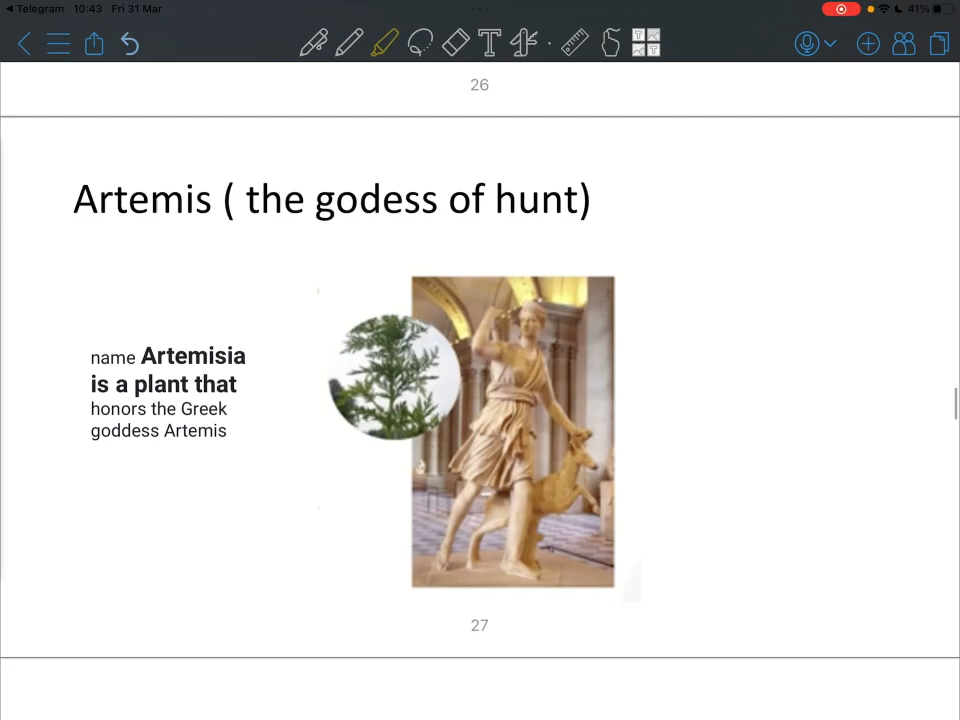 Telegram 10:43 Fri 31 Mar 41%
26
Artemis ( the godess of hunt)
name Artemisia
is a plant that
honors the Greek
goddess Artemis
27